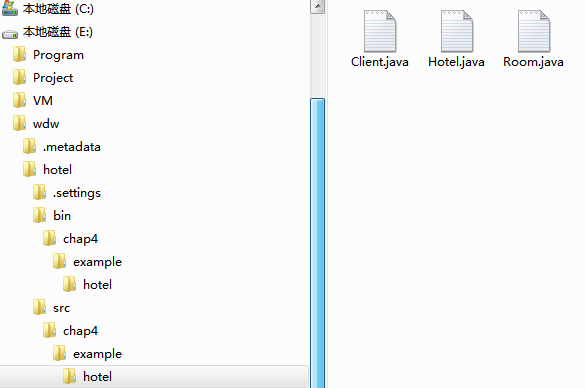 本地磁盘 (C:)
本地磁盘 (E:)
Program
Project
VM
wdw
.metadata
hotel
.settings
bin
chap4
example
hotel
src
chap4
example
hotel
Client.java
Hotel.java
Room.java